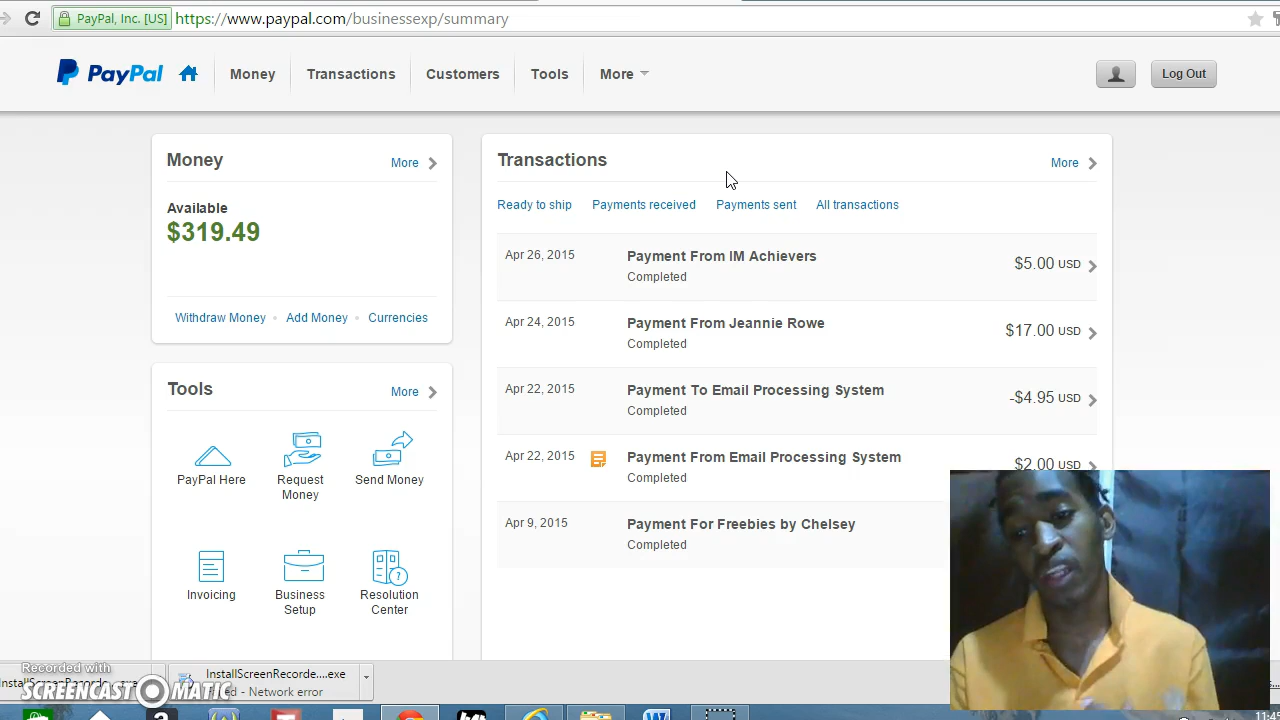 PayPal, Inc. [US] https://www.paypal.com/businessexp/summary
PayPal Money Transactions Customers Tools More Log Out
Money More
Available
$319.49
Withdraw Money Add Money Currencies
Tools More
PayPal Here
Request Money
Send Money
Invoicing
Business Setup
Resolution Center
Transactions More
Ready to ship Payments received Payments sent All transactions
Apr 26, 2015 Payment From IM Achievers $5.00 USD
Completed
Apr 24, 2015 Payment From Jeannie Rowe $17.00 USD
Completed
Apr 22, 2015 Payment To Email Processing System -$4.95 USD
Completed
Apr 22, 2015 Payment From Email Processing System $2.00 USD
Completed
Apr 9, 2015 Payment For Freebies by Chelsey
Completed
Recorded with
SCREENCAST MATIC
InstallScreenRecorde....exe
Network error